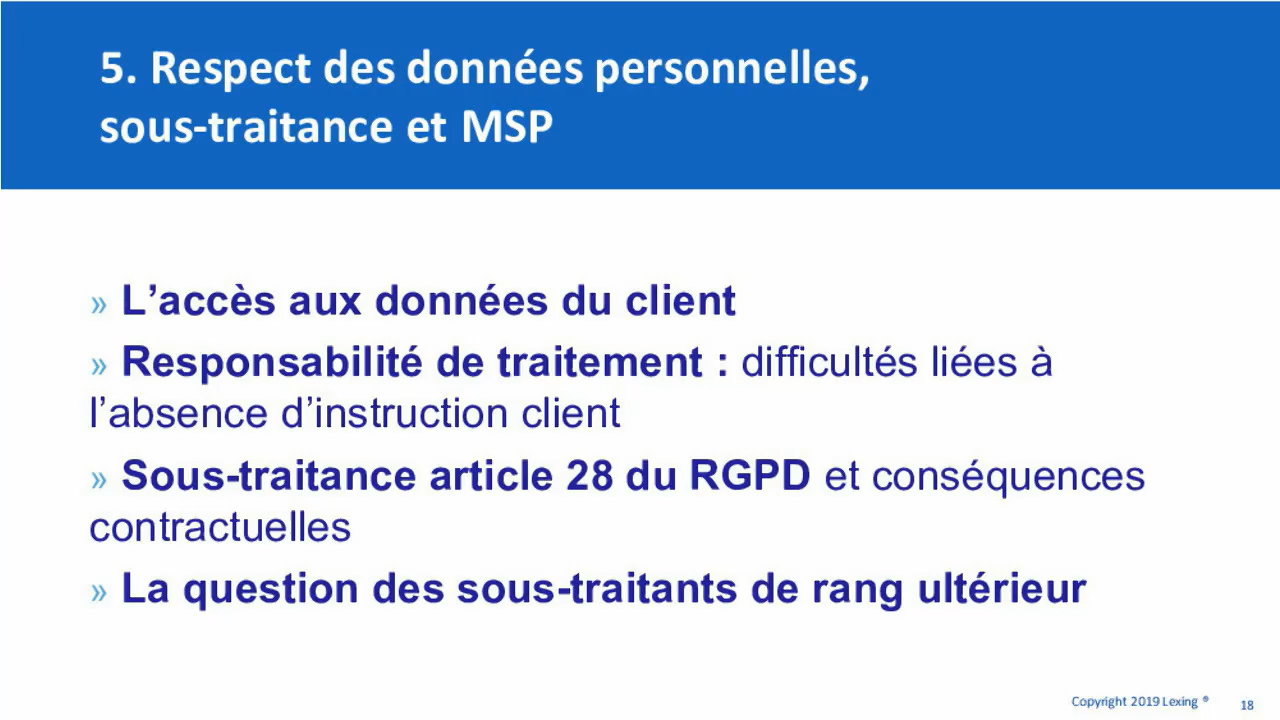 5. Respect des données personnelles,
sous-traitance et MSP
» L’accès aux données du client
» Responsabilité de traitement : difficultés liées à
l’absence d’instruction client
» Sous-traitance article 28 du RGPD et conséquences
contractuelles
» La question des sous-traitants de rang ultérieur
Copyright 2019 Lexing ®
18